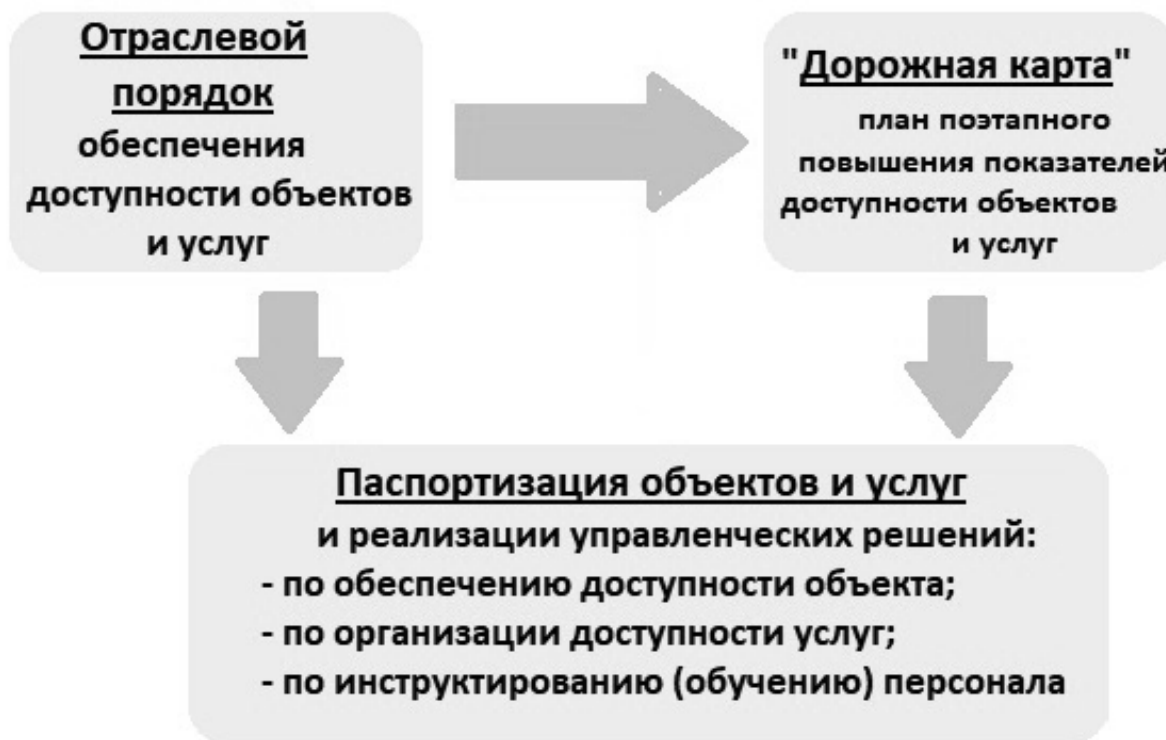 Отраслевой
порядок
обеспечения
доступности объектов
и услуг
"Дорожная карта"
план поэтапного
повышения показателей
доступности объектов
и услуг
Паспортизация объектов и услуг
и реализации управленческих решений:
- по обеспечению доступности объекта;
- по организации доступности услуг;
- по инструктированию (обучению) персонала